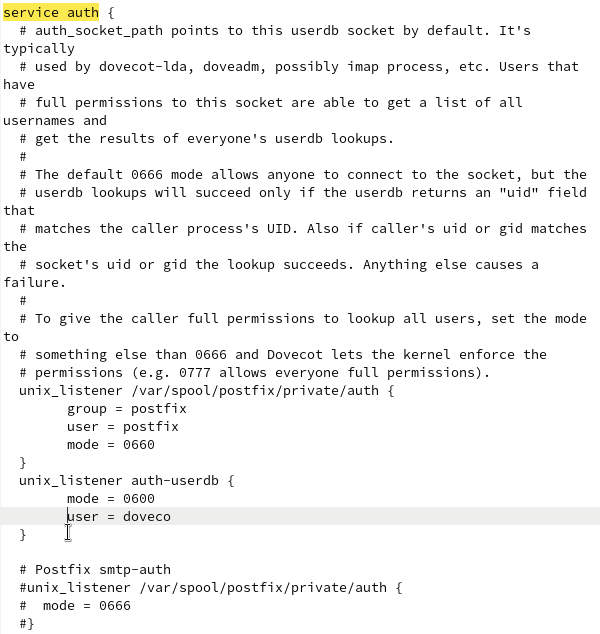 service auth {
  # auth_socket_path points to this userdb socket by default. It's
typically
  # used by dovecot-lda, doveadm, possibly imap process, etc. Users that
have
  # full permissions to this socket are able to get a list of all
usernames and
  # get the results of everyone's userdb lookups.
  #
  # The default 0666 mode allows anyone to connect to the socket, but the
  # userdb lookups will succeed only if the userdb returns an "uid" field
that
  # matches the caller process's UID. Also if caller's uid or gid matches
the
  # socket's uid or gid the lookup succeeds. Anything else causes a
failure.
  #
  # To give the caller full permissions to lookup all users, set the mode
to
  # something else than 0666 and Dovecot lets the kernel enforce the
  # permissions (e.g. 0777 allows everyone full permissions).
  unix_listener /var/spool/postfix/private/auth {
        group = postfix
        user = postfix
        mode = 0660
  }
  unix_listener auth-userdb {
        mode = 0600
        user = doveco
  }

  # Postfix smtp-auth
  #unix_listener /var/spool/postfix/private/auth {
  #  mode = 0666
  #}